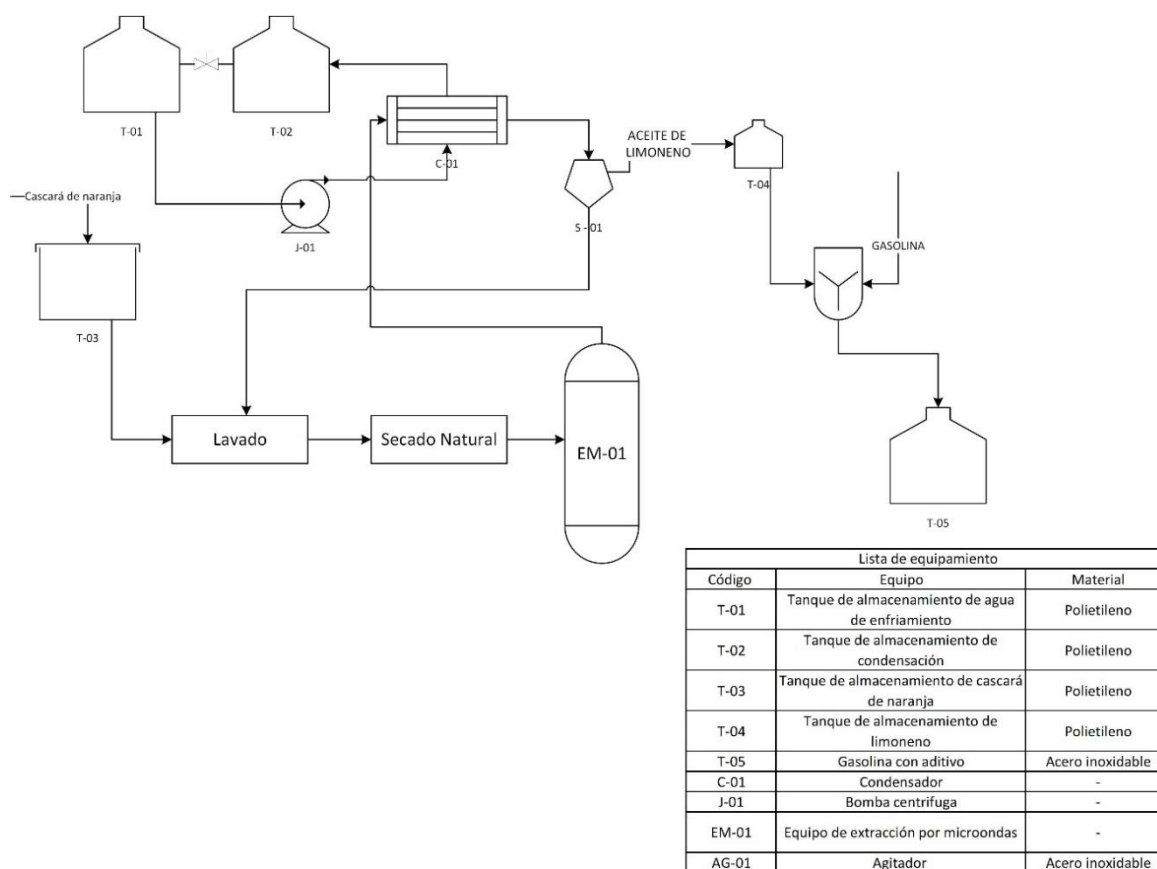 T-01
T-02
C-01
ACEITE DE
LIMONENO
T-04
Cascará de naranja
J-01
S - 01
GASOLINA
T-03
Lavado
Secado Natural
EM-01
T-05
Lista de equipamiento
Código Equipo Material
T-01 Tanque de almacenamiento de agua de enfriamiento Polietileno
T-02 Tanque de almacenamiento de condensación Polietileno
T-03 Tanque de almacenamiento de cascará de naranja Polietileno
T-04 Tanque de almacenamiento de limoneno Polietileno
T-05 Gasolina con aditivo Acero inoxidable
C-01 Condensador -
J-01 Bomba centrifuga -
EM-01 Equipo de extracción por microondas -
AG-01 Agitador Acero inoxidable